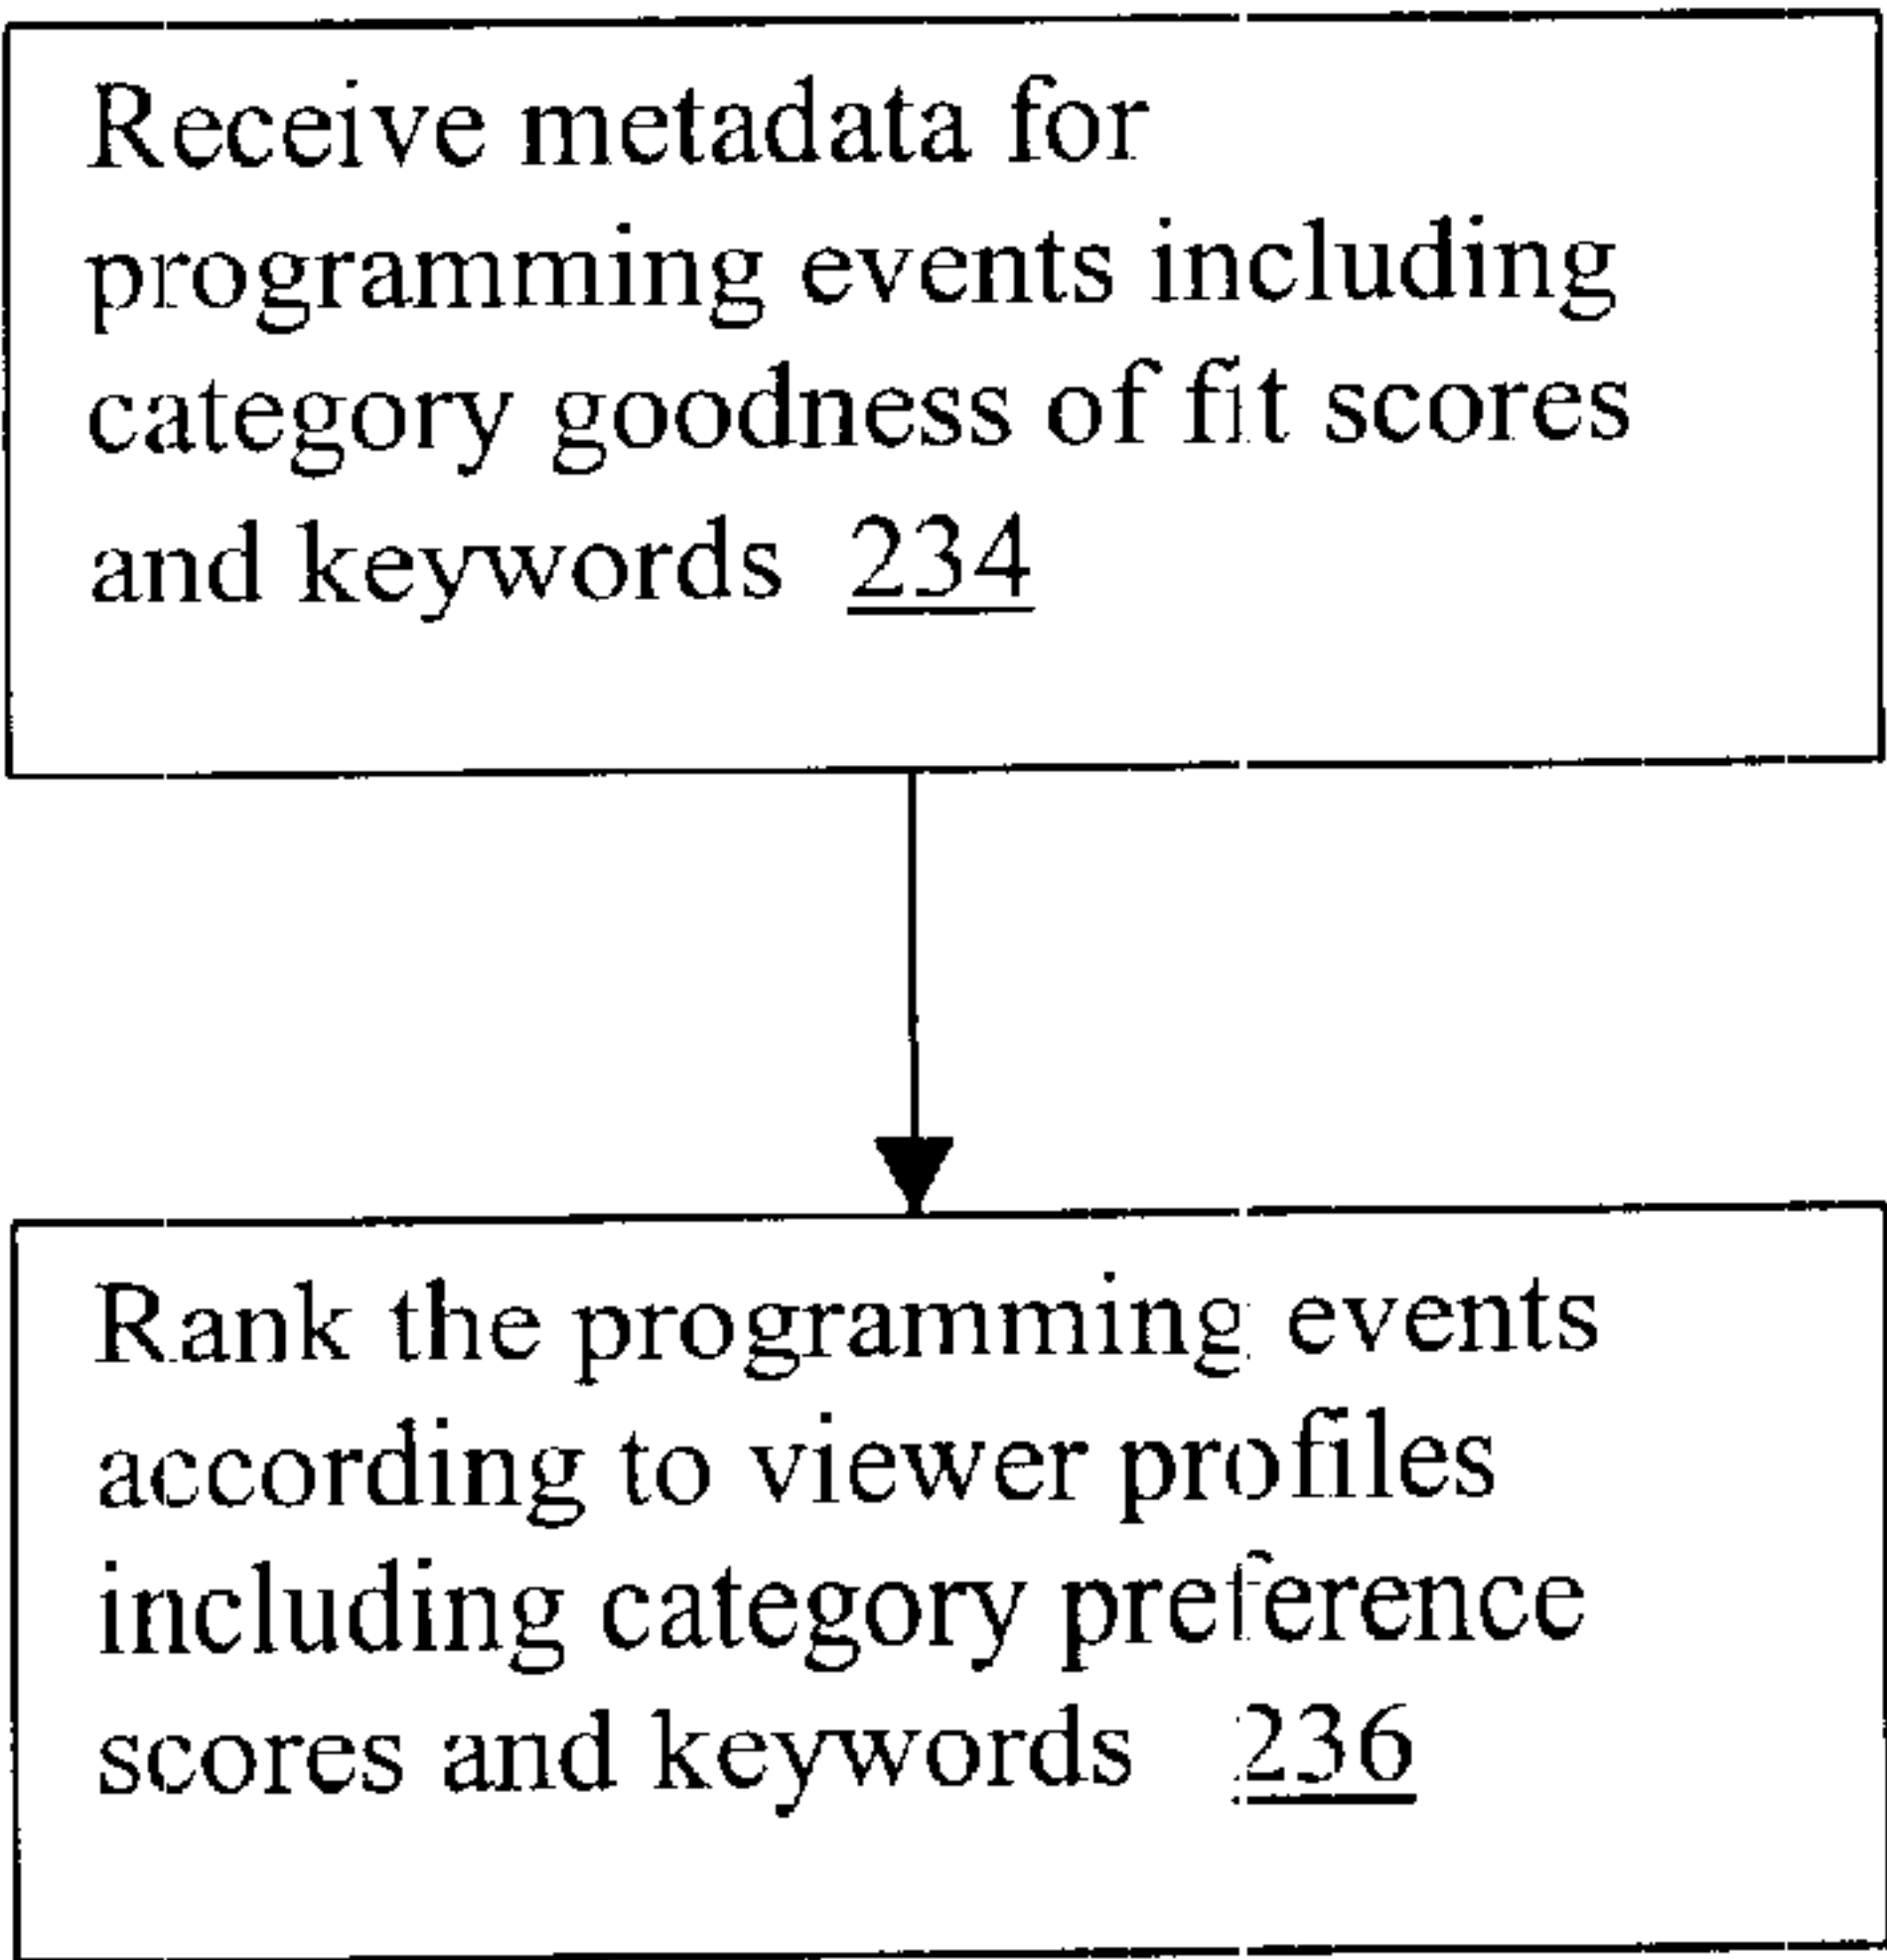 Receive metadata for
programming events including
category goodness of fit scores
and keywords 234
Rank the programming events
according to viewer profiles
including category preference
scores and keywords 236